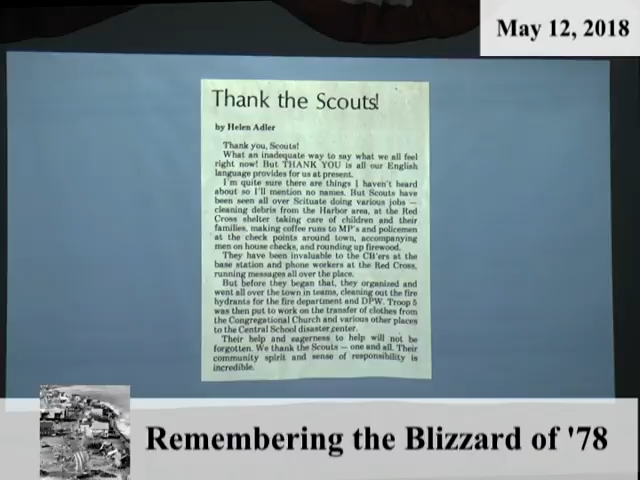 May 12, 2018
Thank the Scouts!
by Helen Adler
Thank you, Scouts!
What an inadequate way to say what we all feel
right now! But THANK YOU is all our English
language provides for us at present.
I'm quite sure there are things I haven't heard
about so I'll mention no names. But Scouts have
been seen all over Scituate doing various jobs —
cleaning debris from the Harbor area, at the Red
Cross shelter taking care of children and their
families, making coffee runs to MP's and policemen
at the check points around town, accompanying
men on house checks, and rounding up firewood.
They have been invaluable to the CB'ers at the
base station and phone workers at the Red Cross,
running messages all over the place.
But before they began that, they organized and
went all over the town in teams, cleaning out the fire
hydrants for the fire department and DPW. Troop 5
was then put to work on the transfer of clothes from
the Congregational Church and various other places
to the Central School disaster center.
Their help and eagerness to help will not be
forgotten. We thank the Scouts — one and all. Their
community spirit and sense of responsibility is
incredible.
Remembering the Blizzard of '78